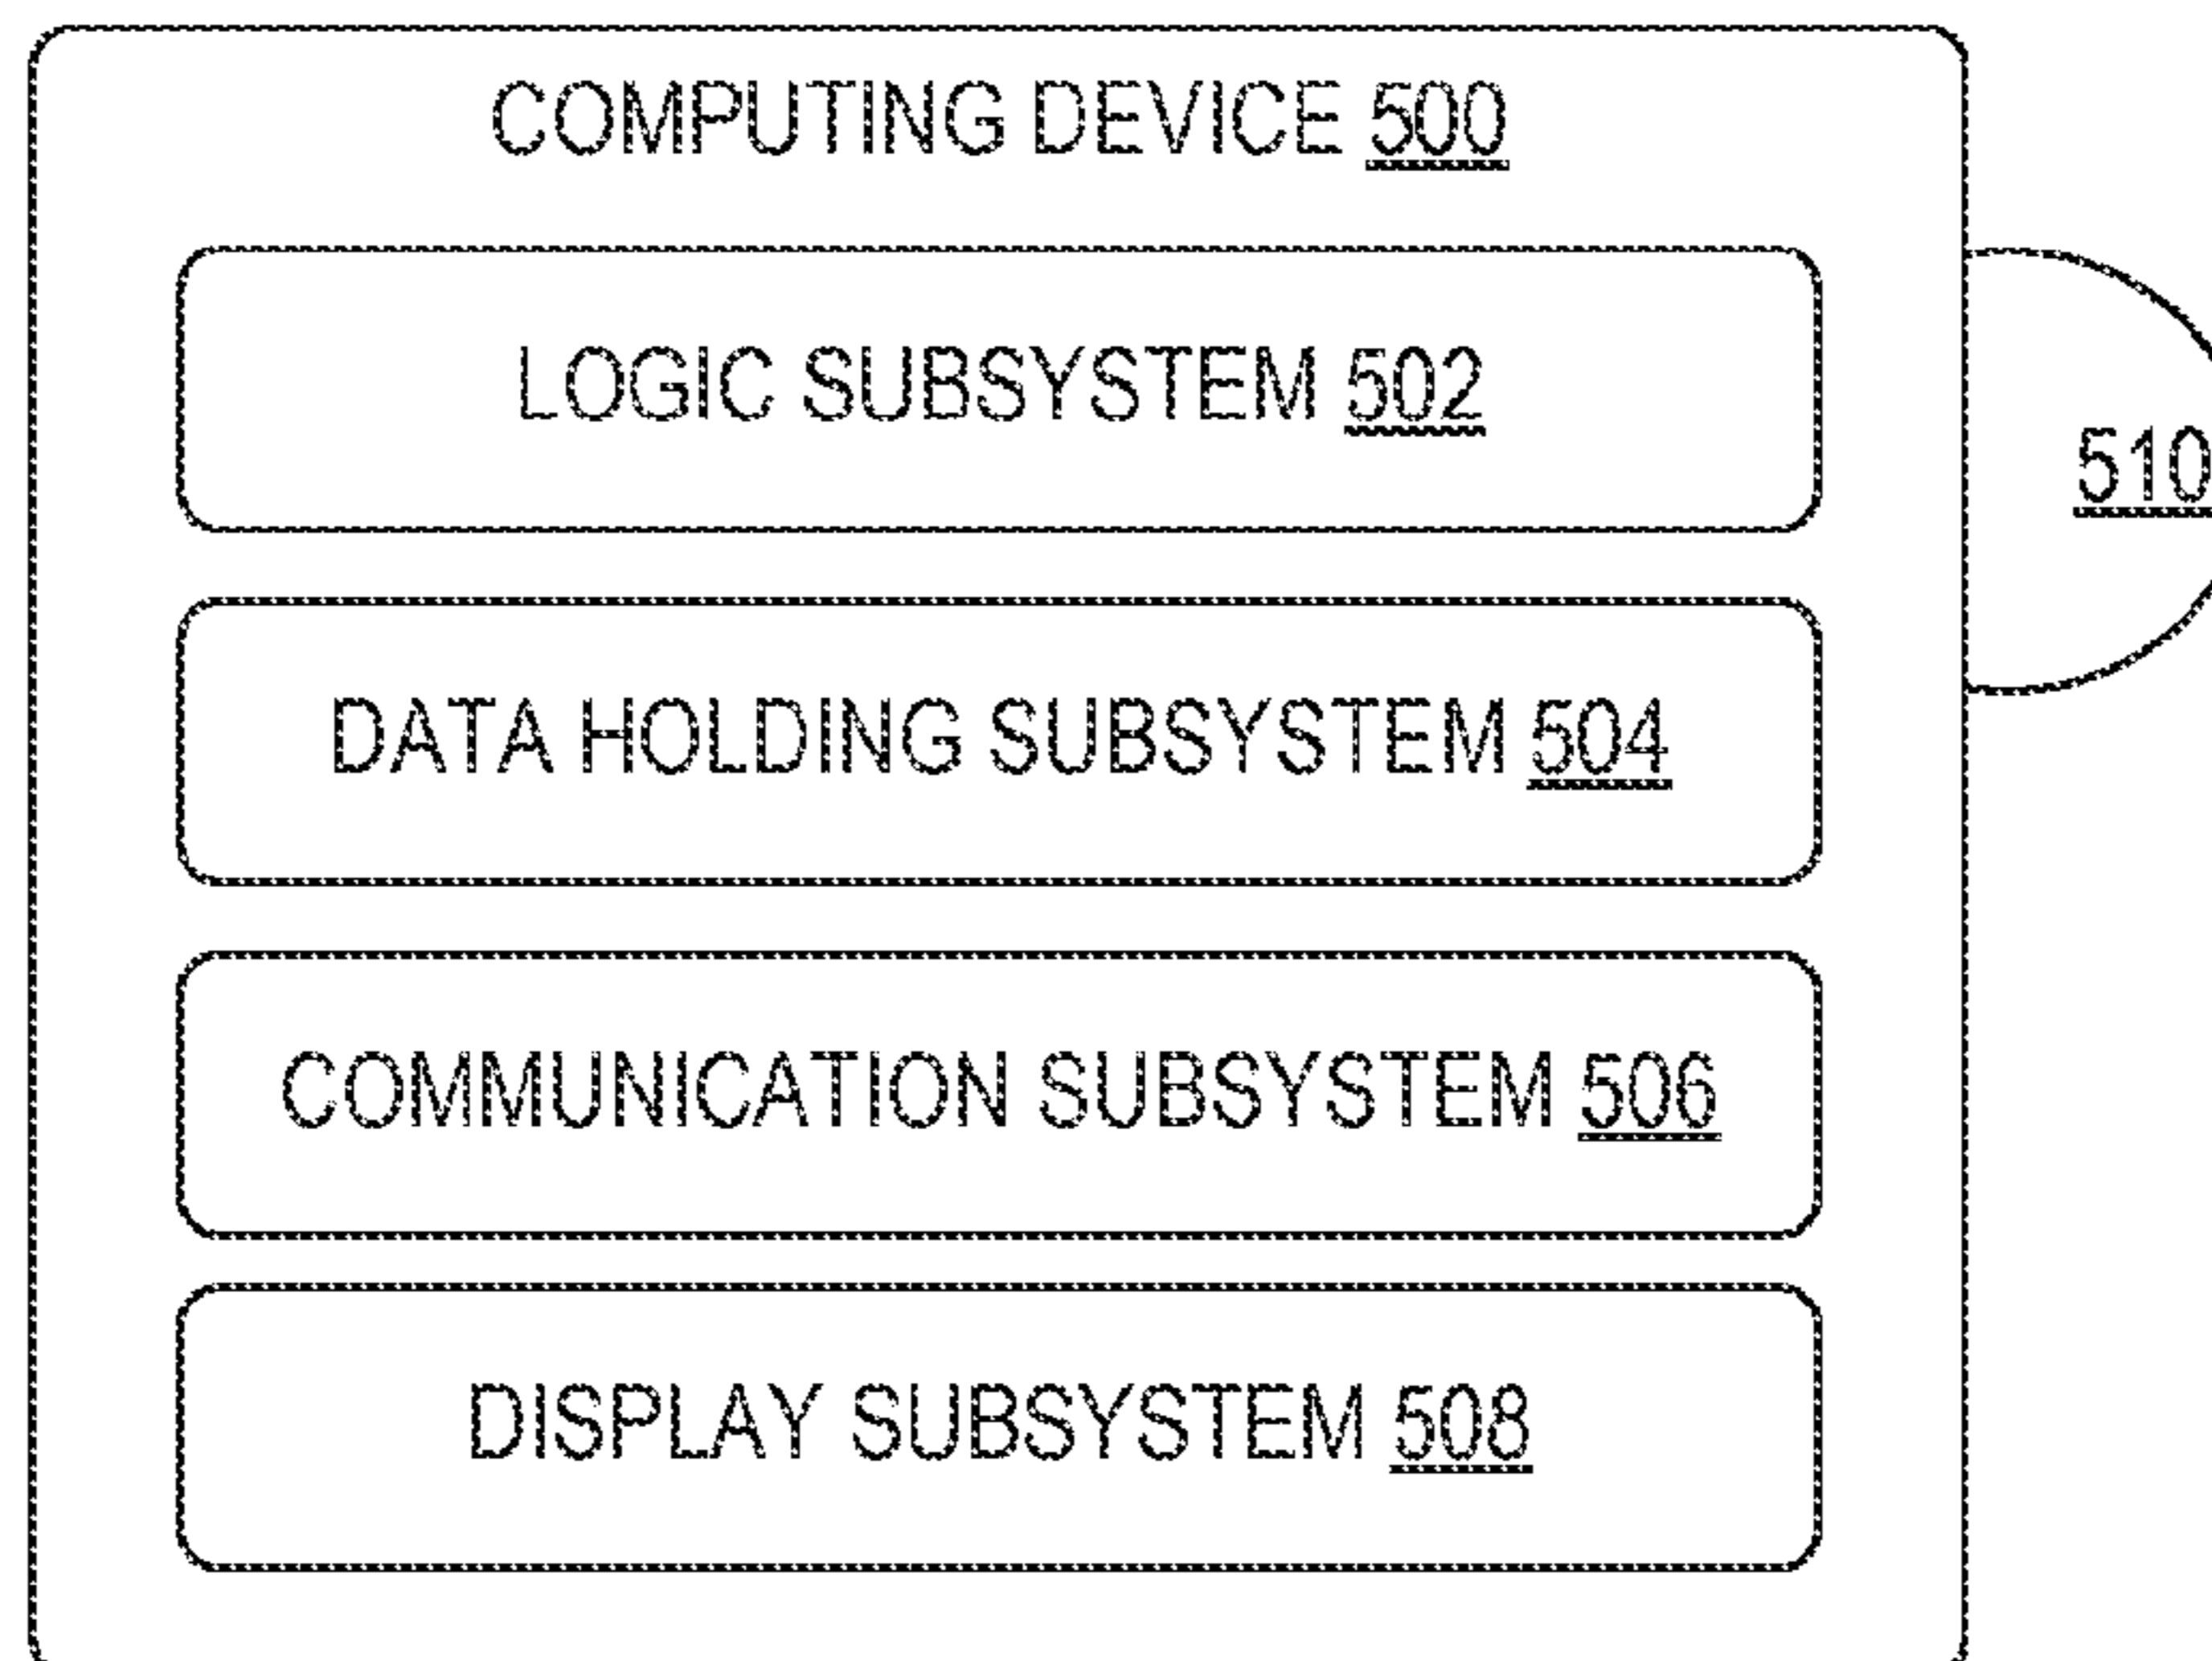 COMPUTING DEVICE 500
LOGIC SUBSYSTEM 502
510
DATA HOLDING SUBSYSTEM 504
COMMUNICATION SUBSYSTEM 506
DISPLAY SUBSYSTEM 508